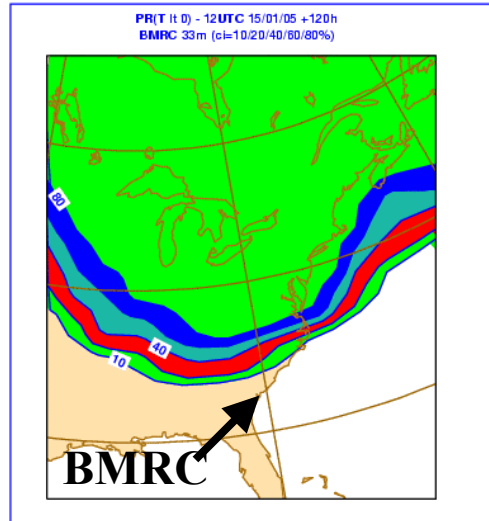 PR(T lt 0) - 12UTC 15/01/05 +120h
BMRC 33m (ci=10/20/40/60/80%)
80
40
10
BMRC